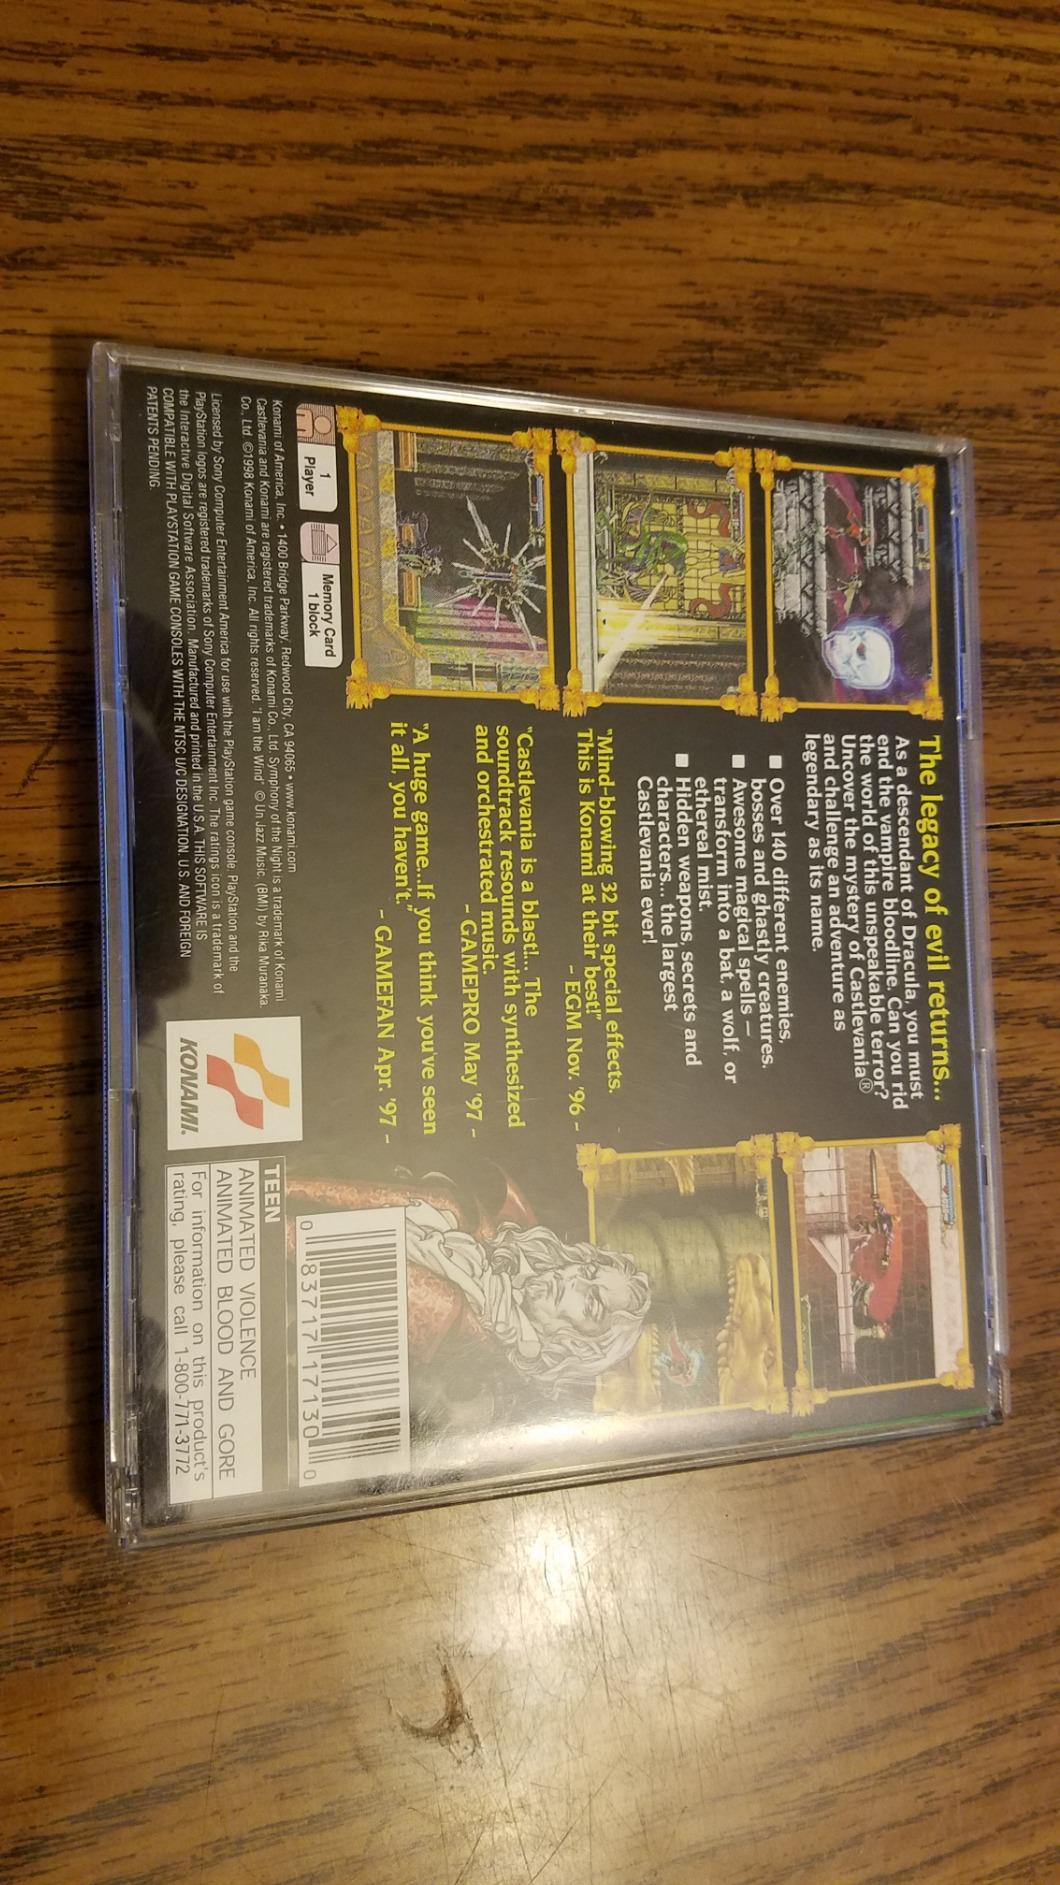 The legacy of evil returns...
As a descendant of Dracula, you must
end the vampire bloodline. Can you rid
the world of this unspeakable terror?
Uncover the mystery of Castlevania®
and challenge an adventure as
legendary as its name.
■ Over 140 different enemies,
bosses and ghastly creatures.
■ Awesome magical spells —
transform into a bat, a wolf, or
ethereal mist.
■ Hidden weapons, secrets and
characters... the largest
Castlevania ever!
"Mind-blowing 32 bit special effects.
This is Konami at their best!"
– EGM Nov. '96 –
"Castlevania is a blast!... The
soundtrack resounds with synthesized
and orchestrated music.
– GAMEPRO May '97 –
"A huge game...If you think you've seen
it all, you haven't."
– GAMEFAN Apr. '97 –
1
Player
Memory Card
1 block
Konami of America, Inc. • 1400 Bridge Parkway, Redwood City, CA 94065 • www.konami.com
Castlevania and Konami are registered trademarks of Konami Co., Ltd. Symphony of the Night is a trademark of Konami
Co., Ltd. ©1998 Konami of America, Inc. All rights reserved. "I am the Wind" © Un Jazz Music. (BMI) by Rika Muranaka.
Licensed by Sony Computer Entertainment America for use with the PlayStation game console. PlayStation and the
PlayStation logos are registered trademarks of Sony Computer Entertainment Inc. The ratings icon is a trademark of
the Interactive Digital Software Association. Manufactured and printed in the U.S.A. THIS SOFTWARE IS
COMPATIBLE WITH PLAYSTATION GAME CONSOLES WITH THE NTSC U/C DESIGNATION. U.S. AND FOREIGN
PATENTS PENDING.
KONAMI.
0 83717 17130 0
TEEN
ANIMATED VIOLENCE
ANIMATED BLOOD AND GORE
For information on this product's
rating, please call 1-800-771-3772